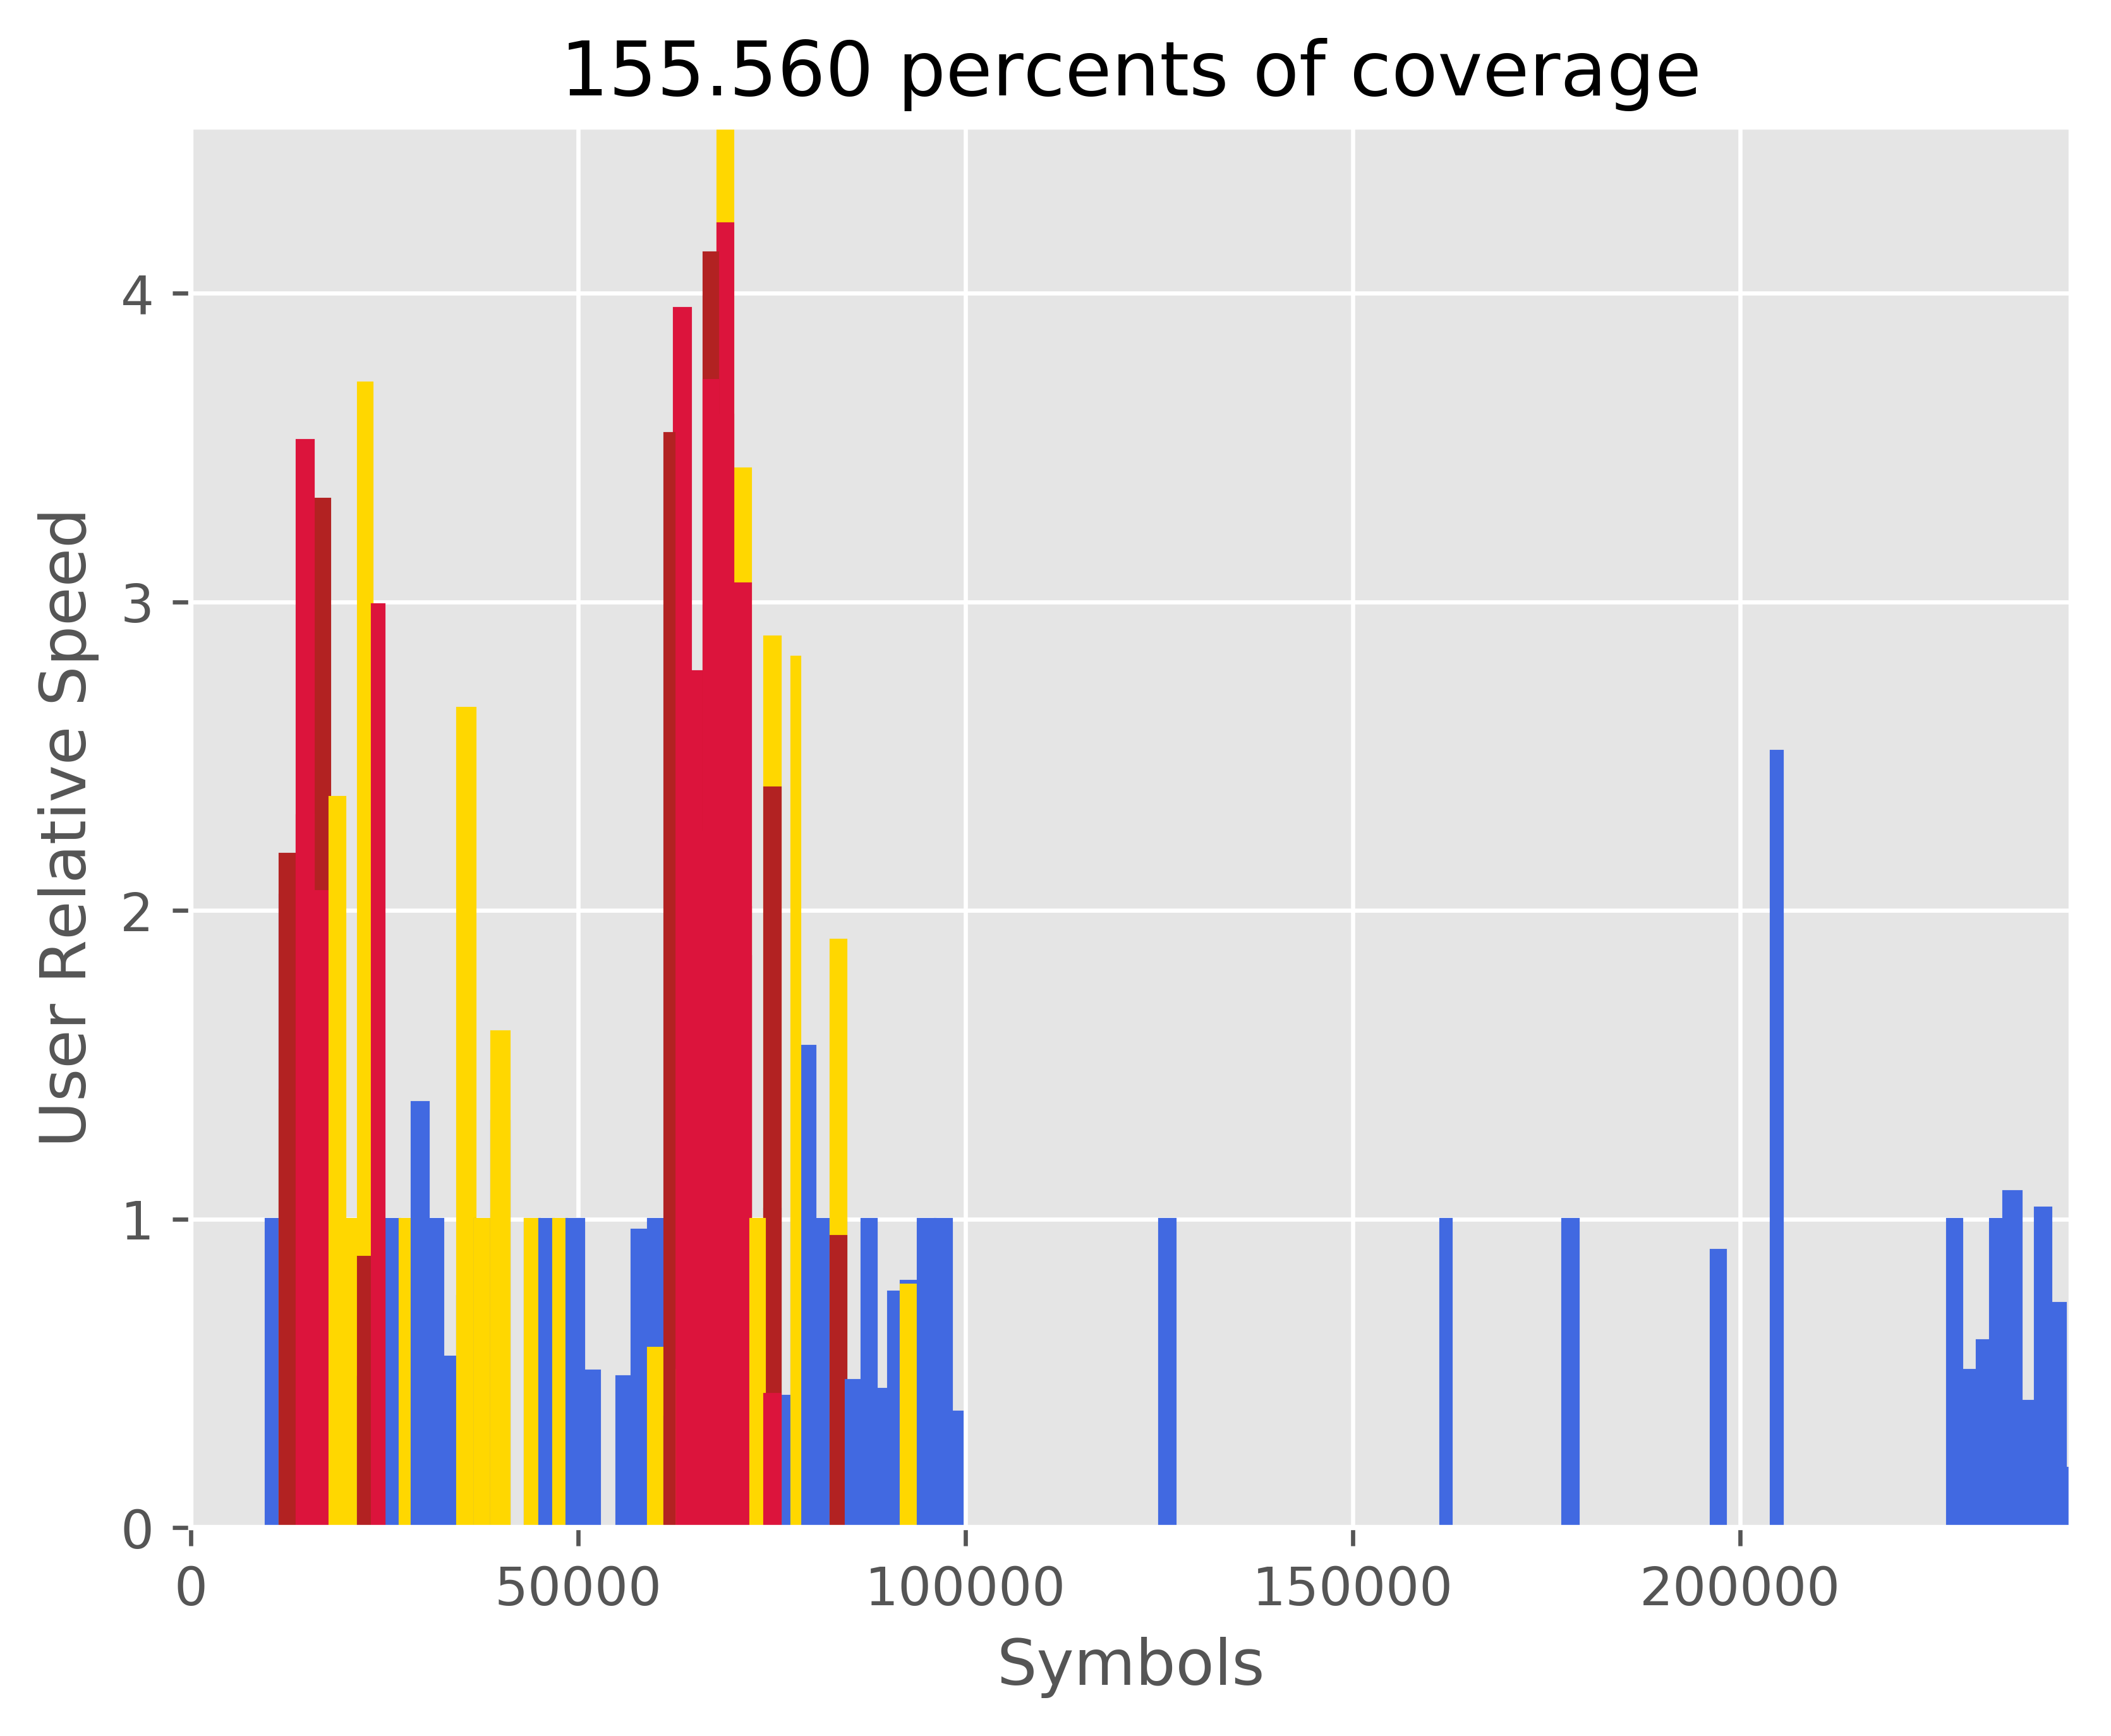 155.560 percents of coverage
User Relative Speed
4
3
2
1
0
0 50000 100000 150000 200000
Symbols